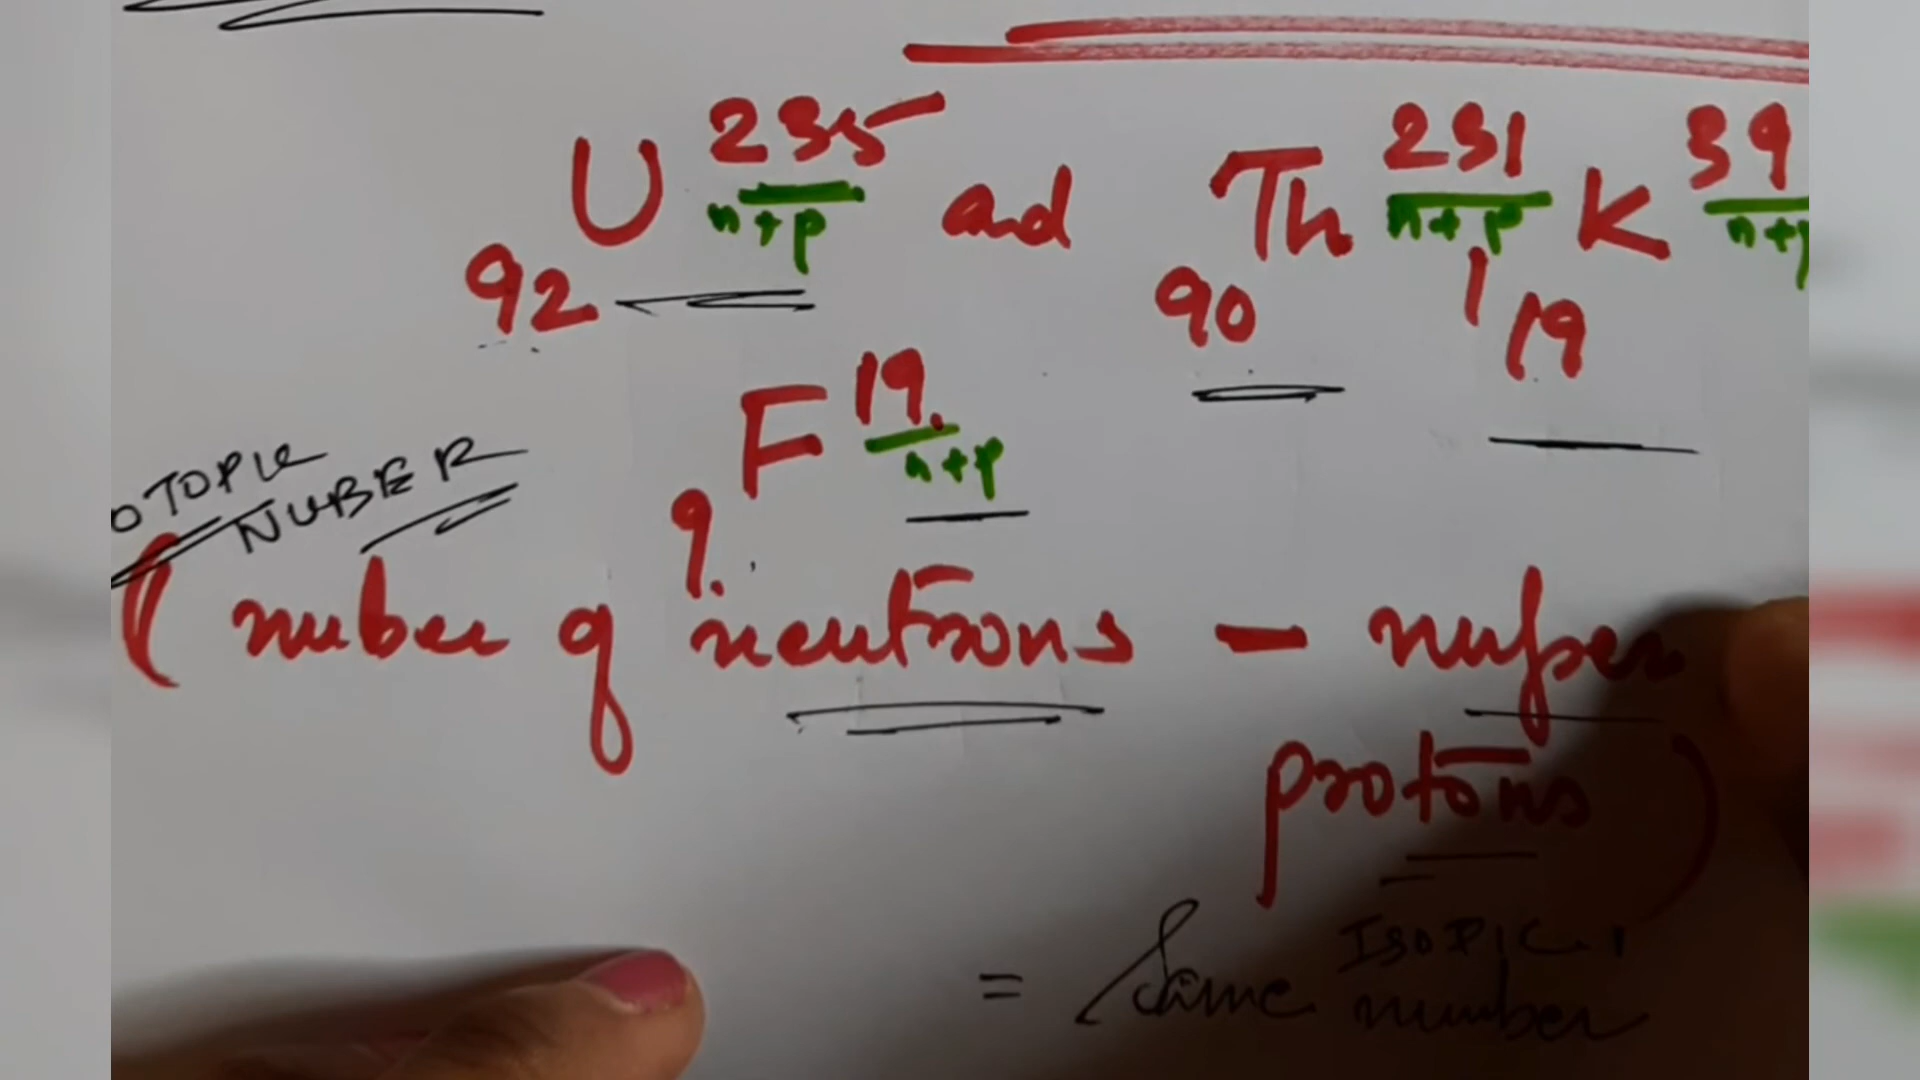 U 235 and Th 231 K 39
n+p n+p n+p
92 90 19
F 19
n+p
9
OTOPIC
NUBER
( nuber of neutrons - nuber
protons )
ISOPIC
= Same number